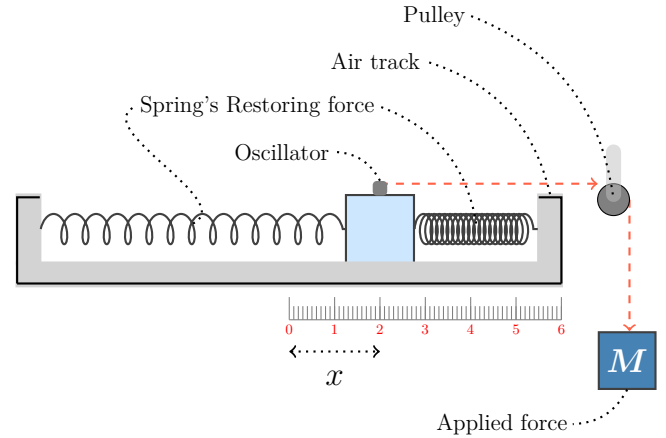 Pulley
Air track
Spring's Restoring force
Oscillator
0 1 2 3 4 5 6
x
M
Applied force